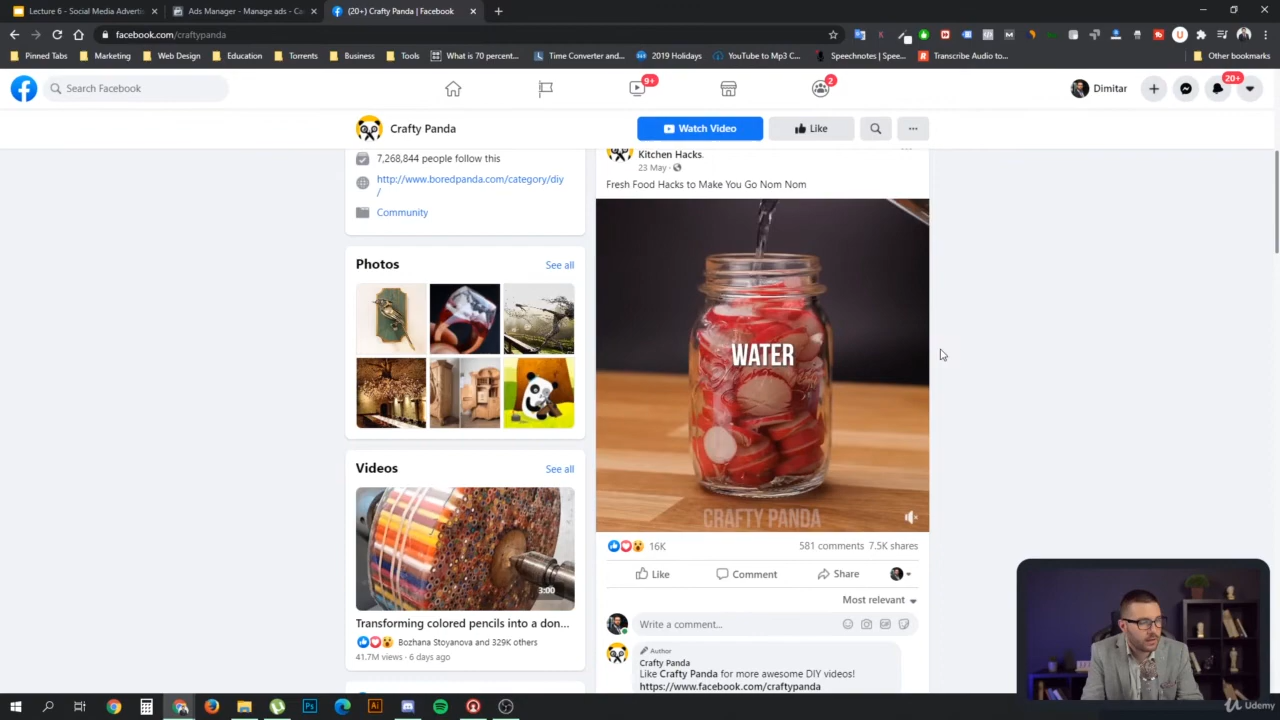 Lecture 6 - Social Media Adverti
Ads Manager - Manage ads - Ca
(20+) Crafty Panda | Facebook
facebook.com/craftypanda
Pinned Tabs
Marketing
Web Design
Education
Torrents
Business
Tools
What is 70 percent...
Time Converter and...
2019 Holidays
YouTube to Mp3 C...
Speechnotes | Spee...
Transcribe Audio to...
Other bookmarks
Search Facebook
9+
2
Dimitar
20+
Crafty Panda
Watch Video
Like
7,268,844 people follow this
http://www.boredpanda.com/category/diy
/
Community
Photos
See all
Videos
See all
3:00
Transforming colored pencils into a don...
Bozhana Stoyanova and 329K others
41.7M views · 6 days ago
Kitchen Hacks.
23 May ·
Fresh Food Hacks to Make You Go Nom Nom
WATER
CRAFTY PANDA
16K
581 comments 7.5K shares
Like
Comment
Share
Most relevant
Write a comment...
Author
Crafty Panda
Like Crafty Panda for more awesome DIY videos!
https://www.facebook.com/craftypanda
Udemy